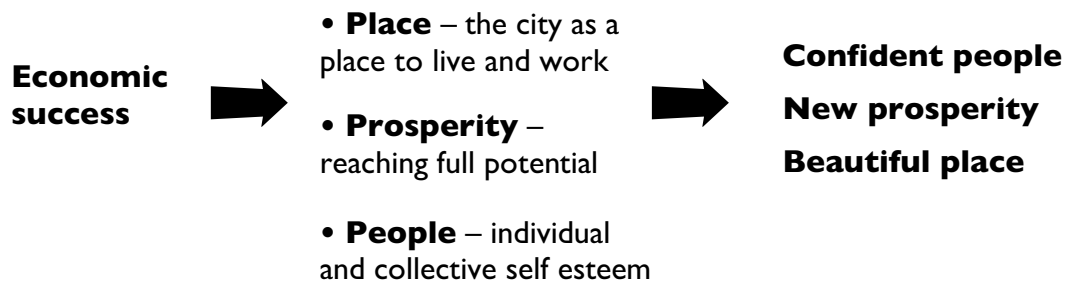 Economic
success
• Place – the city as a
place to live and work
• Prosperity –
reaching full potential
• People – individual
and collective self esteem
Confident people
New prosperity
Beautiful place